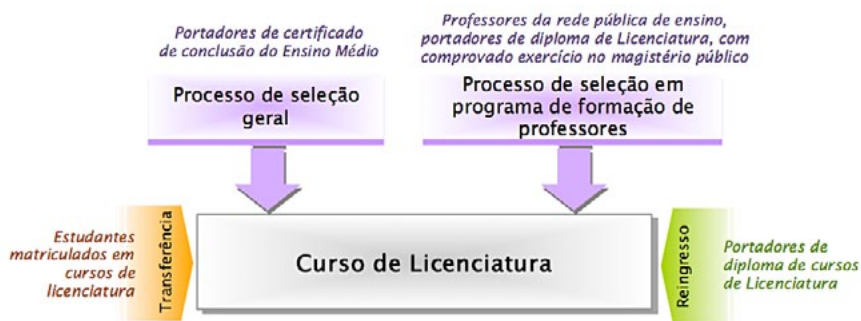 Portadores de certificado
de conclusão do Ensino Médio
Processo de seleção
geral
Professores da rede pública de ensino,
portadores de diploma de Licenciatura, com
comprovado exercício no magistério público
Processo de seleção em
programa de formação de
professores
Estudantes
matriculados em
cursos de
licenciatura
Transferência
Curso de Licenciatura
Reingresso
Portadores de
diploma de cursos
de Licenciatura